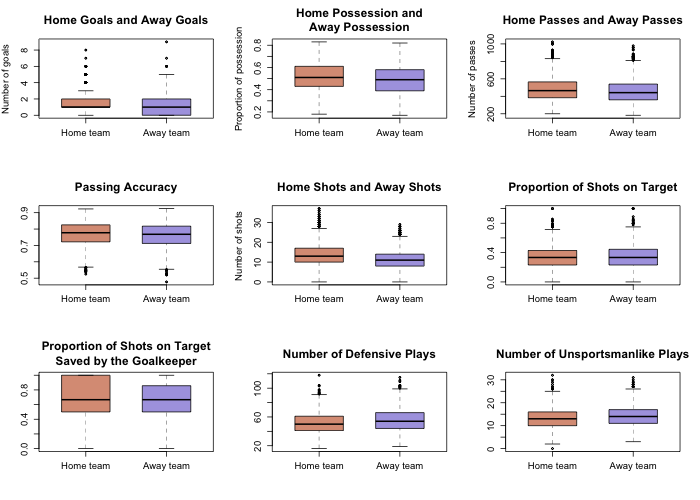 Home Goals and Away Goals
Number of goals
0 2 4 6 8
Home team Away team
Home Possession and
Away Possession
Proportion of possession
0.2 0.4 0.6 0.8
Home team Away team
Home Passes and Away Passes
Number of passes
200 600 1000
Home team Away team
Passing Accuracy
0.5 0.7 0.9
Home team Away team
Home Shots and Away Shots
Number of shots
0 10 20 30
Home team Away team
Proportion of Shots on Target
0.0 0.4 0.8
Home team Away team
Proportion of Shots on Target
Saved by the Goalkeeper
0.0 0.4 0.8
Home team Away team
Number of Defensive Plays
20 60 100
Home team Away team
Number of Unsportsmanlike Plays
0 10 20 30
Home team Away team